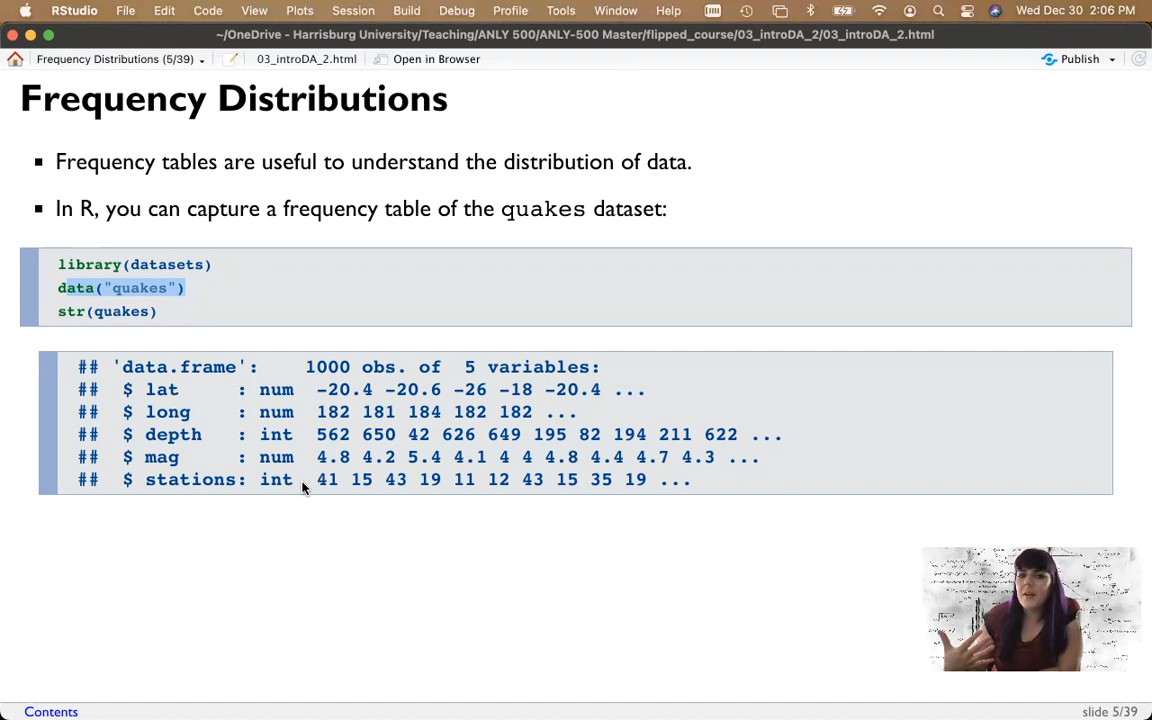 RStudio File Edit Code View Plots Session Build Debug Profile Tools Window Help Wed Dec 30 2:06 PM
~/OneDrive - Harrisburg University/Teaching/ANLY 500/ANLY-500 Master/flipped_course/03_introDA_2/03_introDA_2.html
Frequency Distributions (5/39) 03_introDA_2.html Open in Browser Publish
Frequency Distributions
▪ Frequency tables are useful to understand the distribution of data.
▪ In R, you can capture a frequency table of the quakes dataset:
library(datasets)
data("quakes")
str(quakes)
## 'data.frame': 1000 obs. of 5 variables:
## $ lat : num -20.4 -20.6 -26 -18 -20.4 ...
## $ long : num 182 181 184 182 182 ...
## $ depth : int 562 650 42 626 649 195 82 194 211 622 ...
## $ mag : num 4.8 4.2 5.4 4.1 4 4 4.8 4.4 4.7 4.3 ...
## $ stations: int 41 15 43 19 11 12 43 15 35 19 ...
Contents slide 5/39